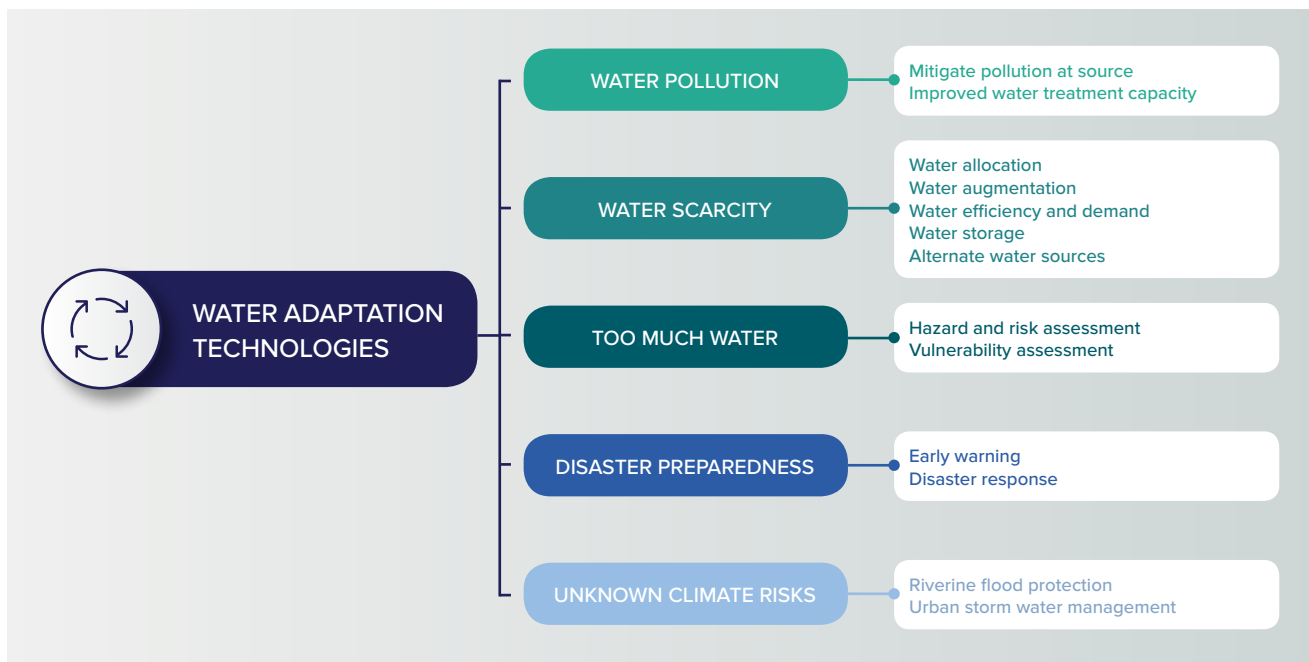 WATER ADAPTATION
TECHNOLOGIES
WATER POLLUTION
Mitigate pollution at source
Improved water treatment capacity
WATER SCARCITY
Water allocation
Water augmentation
Water efficiency and demand
Water storage
Alternate water sources
TOO MUCH WATER
Hazard and risk assessment
Vulnerability assessment
DISASTER PREPAREDNESS
Early warning
Disaster response
UNKNOWN CLIMATE RISKS
Riverine flood protection
Urban storm water management